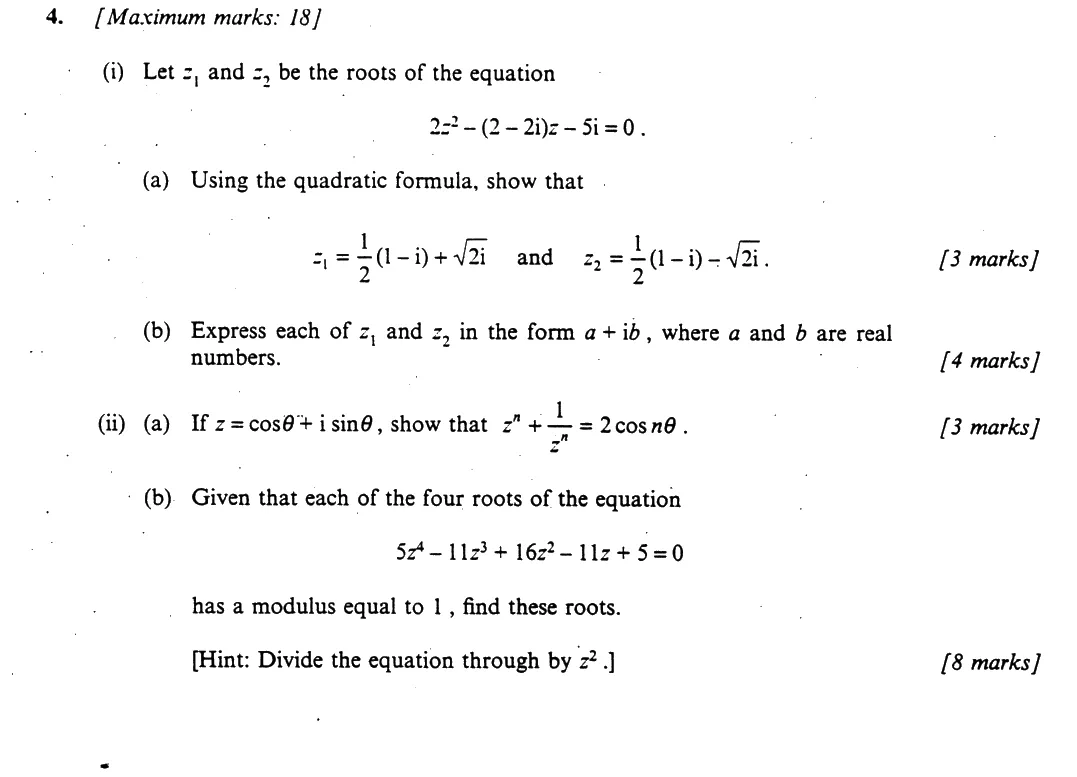 4. [Maximum marks: 18]
(i) Let z₁ and z₂ be the roots of the equation
2z² – (2 – 2i)z – 5i = 0 .
(a) Using the quadratic formula, show that
z₁ = 1/2 (1 – i) + √2i and z₂ = 1/2 (1 – i) – √2i . [3 marks]
(b) Express each of z₁ and z₂ in the form a + ib , where a and b are real
numbers. [4 marks]
(ii) (a) If z = cosθ + i sinθ , show that zⁿ + 1/zⁿ = 2 cos nθ . [3 marks]
(b) Given that each of the four roots of the equation
5z⁴ – 11z³ + 16z² – 11z + 5 = 0
has a modulus equal to 1 , find these roots.
[Hint: Divide the equation through by z² .] [8 marks]